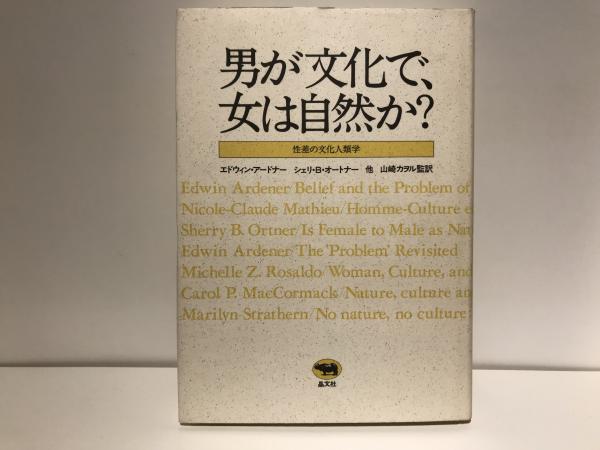 男が文化で、
女は自然か?
性差の文化人類学
エドウィン・アードナー シェリ・B・オートナー 他 山崎カヲル監訳
Edwin Ardener Belief and the Problem of
Nicole-Claude Mathieu/Homme-Culture e
Sherry B. Ortner/Is Female to Male as Nat
Edwin Ardener The 'Problem' Revisited
Michelle Z. Rosaldo/Woman, Culture, and
Carol P. MacCormack/Nature, culture an
Marilyn Strathern/No nature, no culture
晶文社